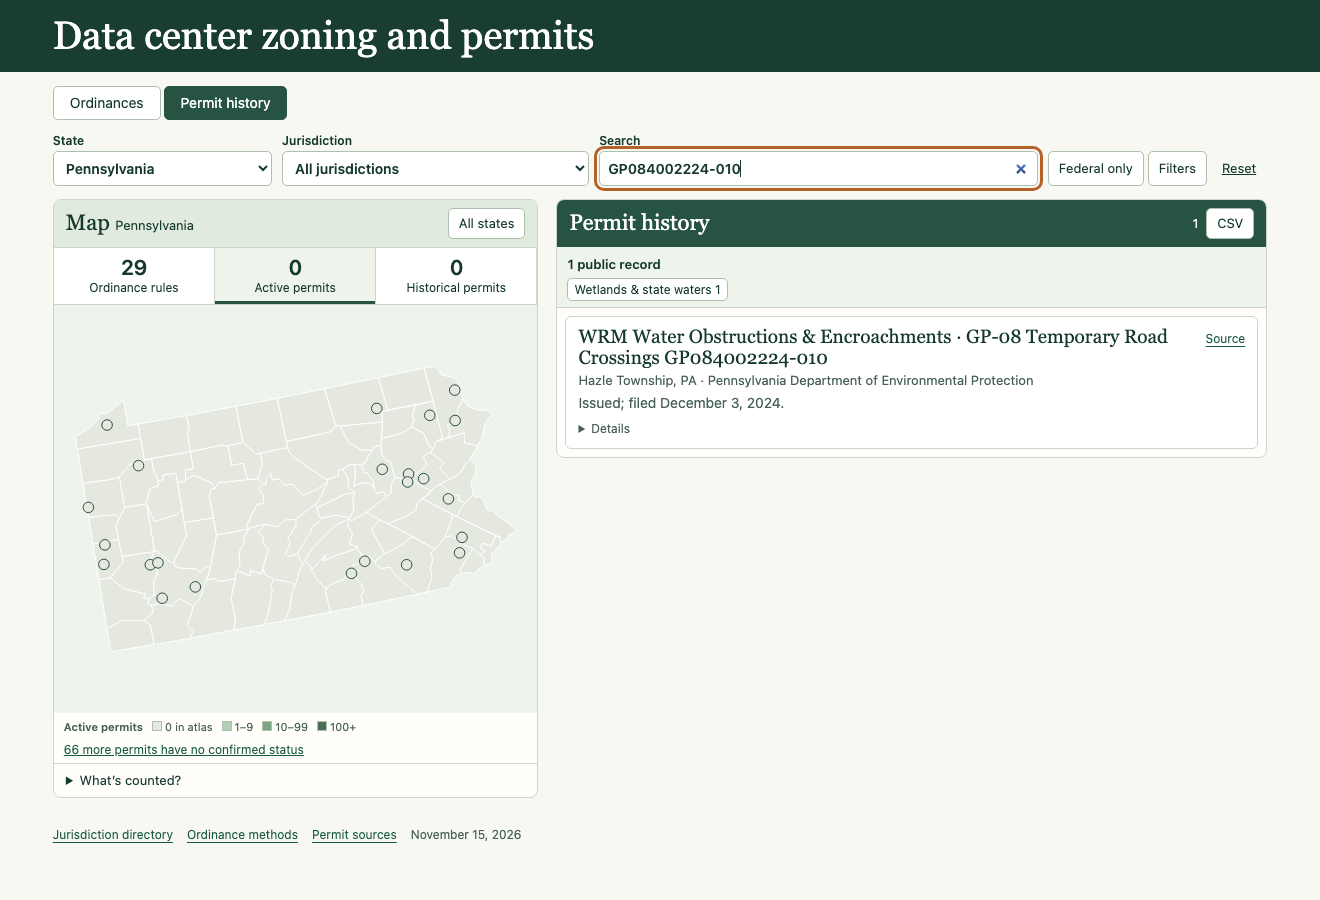 Data center zoning and permits
Ordinances
Permit history
State
Jurisdiction
Search
Pennsylvania
All jurisdictions
GP084002224-010
Federal only
Filters
Reset
Map Pennsylvania
All states
29
Ordinance rules
0
Active permits
0
Historical permits
Active permits 0 in atlas 1–9 10–99 100+
66 more permits have no confirmed status
What's counted?
Permit history
1
CSV
1 public record
Wetlands & state waters 1
WRM Water Obstructions & Encroachments · GP-08 Temporary Road
Crossings GP084002224-010
Source
Hazle Township, PA · Pennsylvania Department of Environmental Protection
Issued; filed December 3, 2024.
Details
Jurisdiction directory
Ordinance methods
Permit sources
November 15, 2026